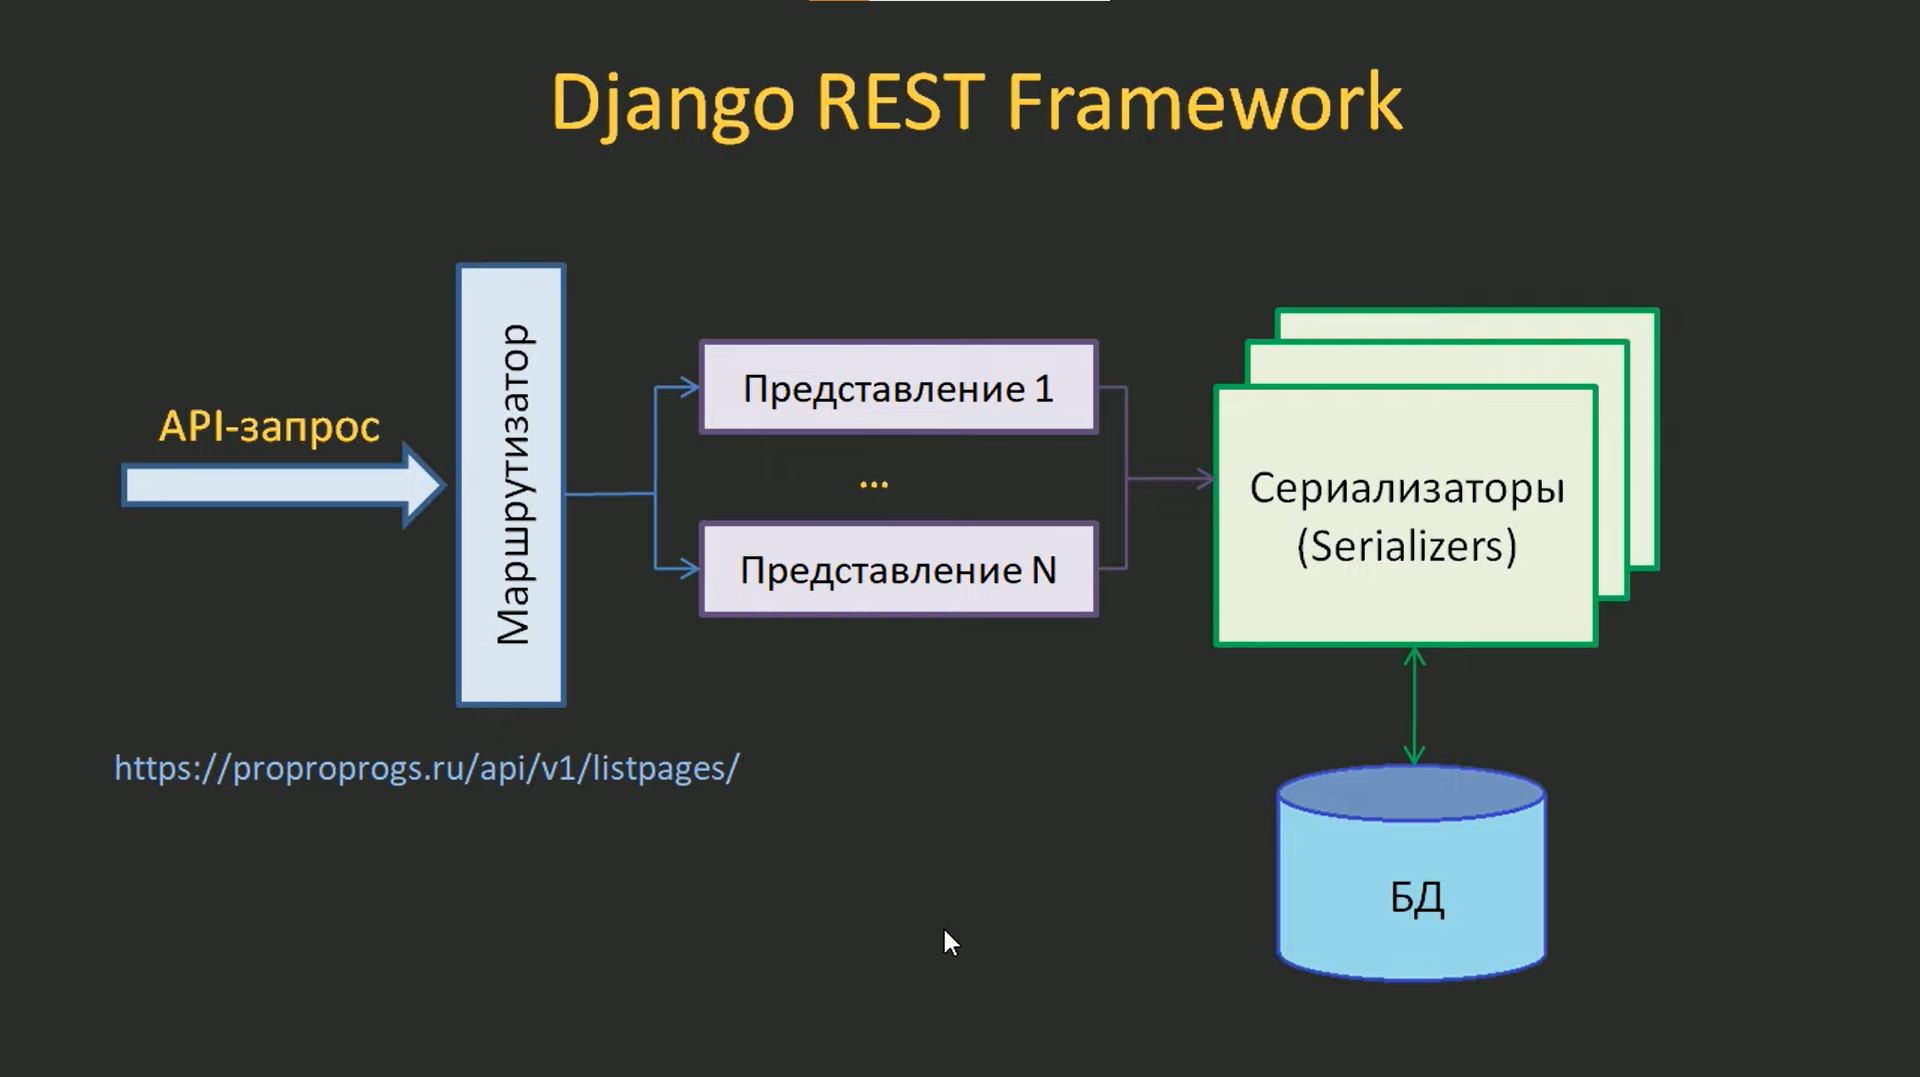 Django REST Framework
API-запрос
Маршрутизатор
Представление 1
...
Представление N
Сериализаторы
(Serializers)
https://proproprogs.ru/api/v1/listpages/
БД